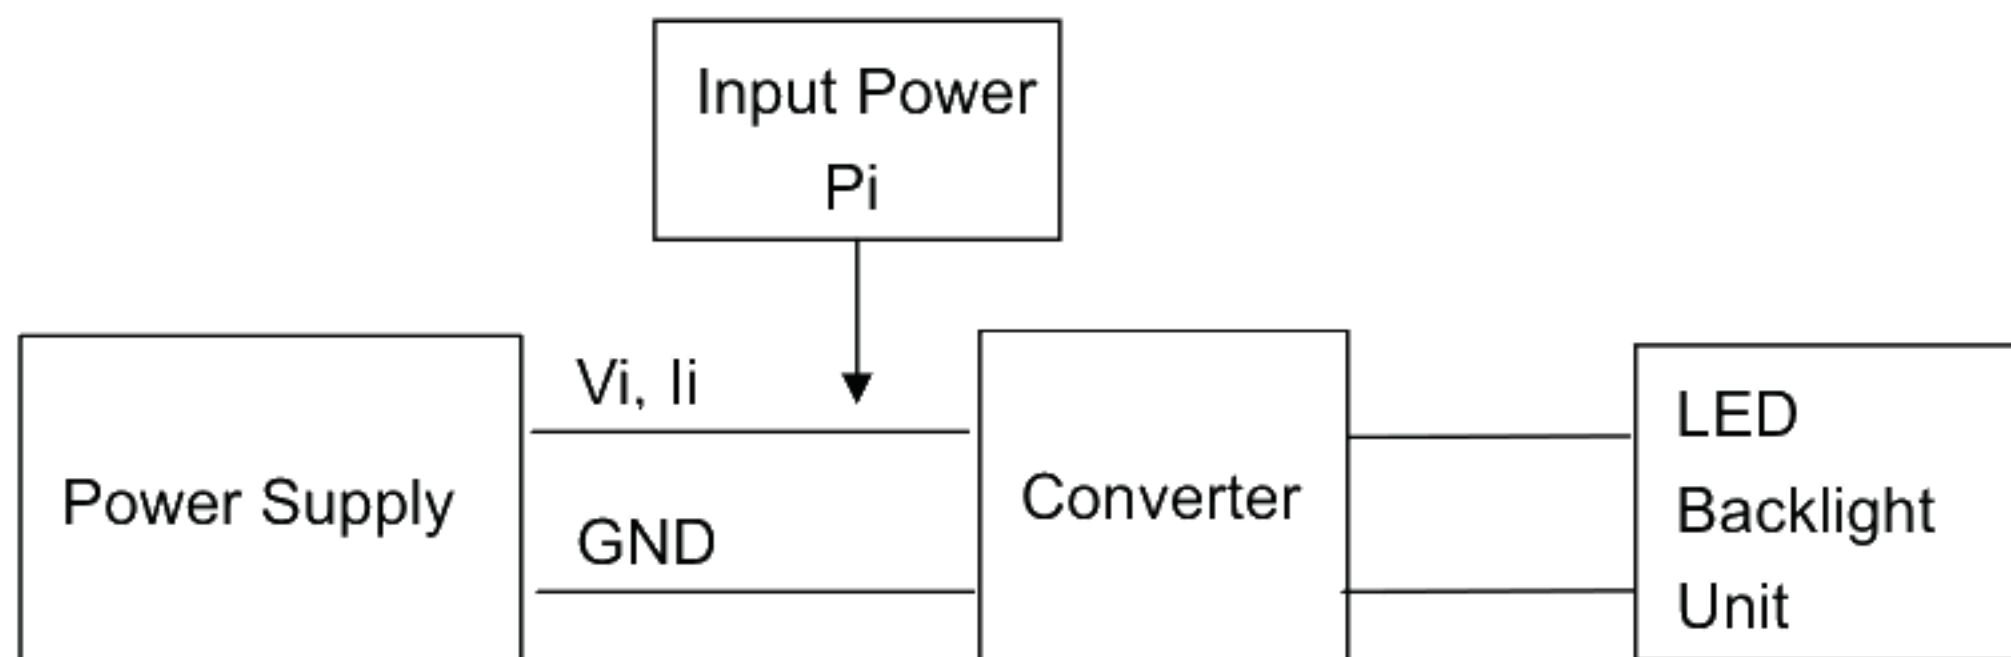 Input Power
Pi
Vi, Ii
Power Supply
GND
Converter
LED
Backlight
Unit